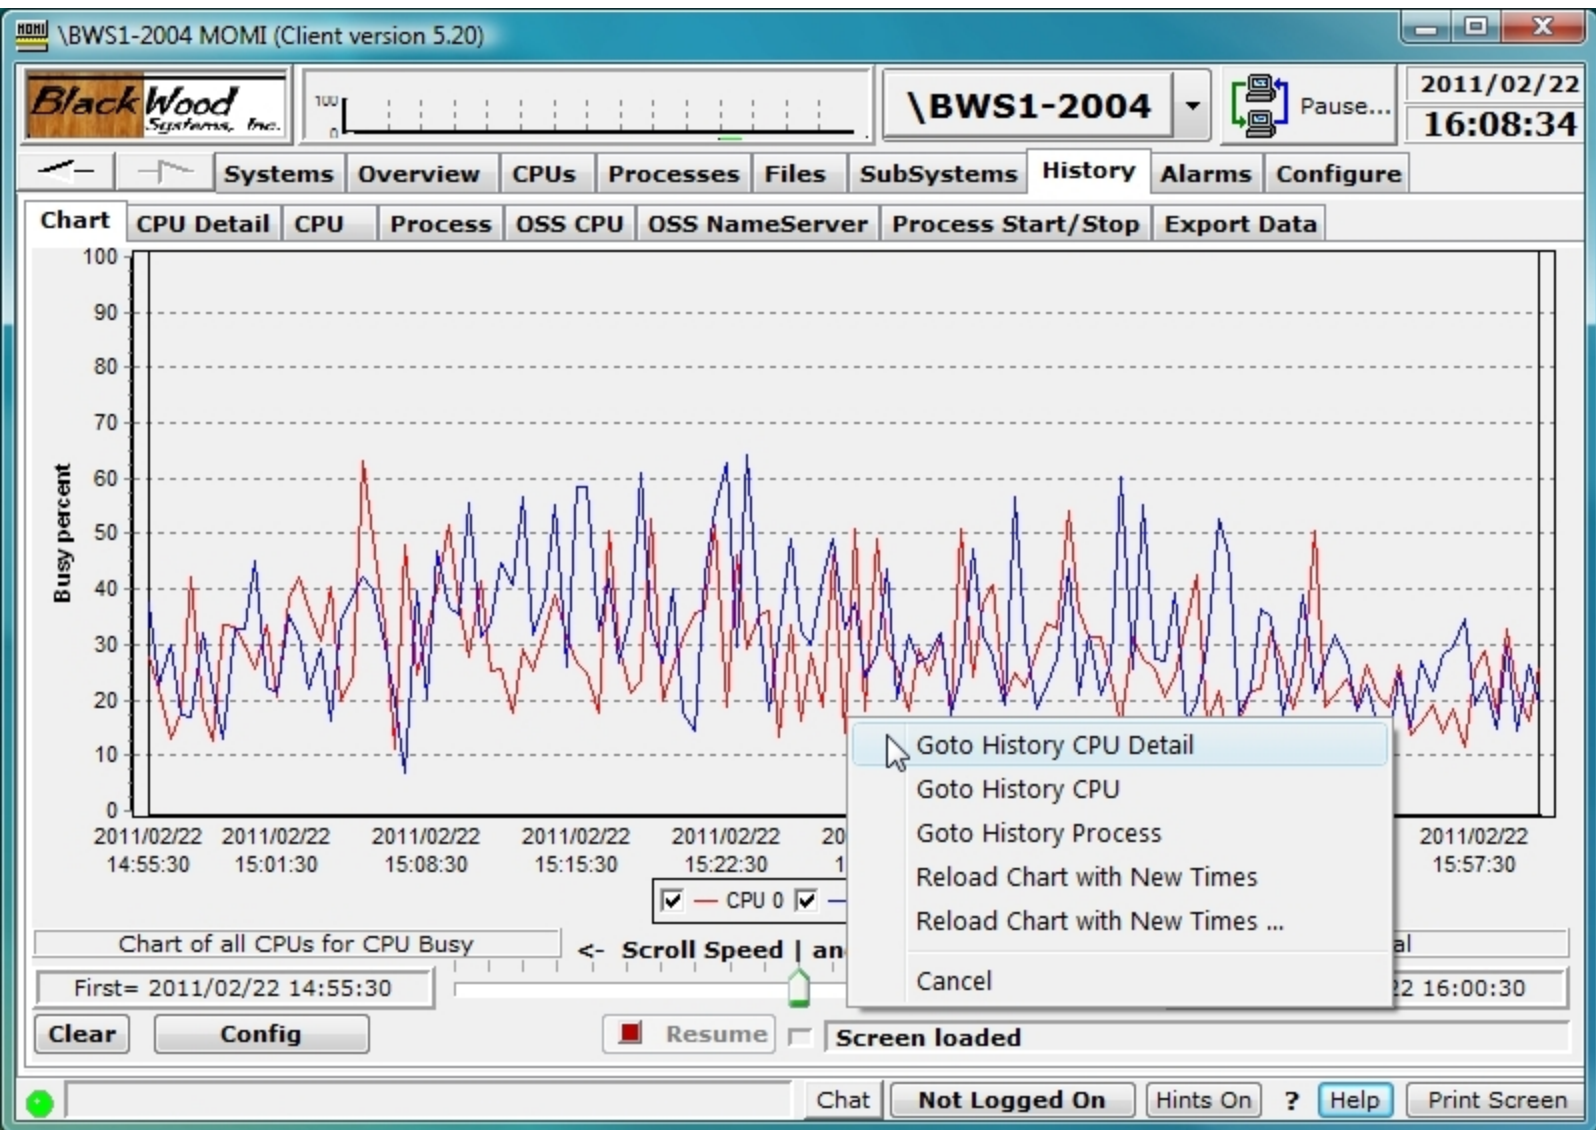 \BWS1-2004 MOMI (Client version 5.20)
MOMI
BlackWood
Systems, Inc.
100
0
\BWS1-2004
Pause...
2011/02/22
16:08:34
Systems Overview CPUs Processes Files SubSystems History Alarms Configure
Chart CPU Detail CPU Process OSS CPU OSS NameServer Process Start/Stop Export Data
100
90
80
70
60
50
40
30
20
10
0
Busy percent
2011/02/22 2011/02/22 2011/02/22 2011/02/22 2011/02/22 20 2011/02/22
14:55:30 15:01:30 15:08:30 15:15:30 15:22:30 1 15:57:30
CPU 0
Goto History CPU Detail
Goto History CPU
Goto History Process
Reload Chart with New Times
Reload Chart with New Times ...
Cancel
Chart of all CPUs for CPU Busy
<- Scroll Speed | an
al
First= 2011/02/22 14:55:30
22 16:00:30
Clear Config Resume Screen loaded
Chat Not Logged On Hints On ? Help Print Screen